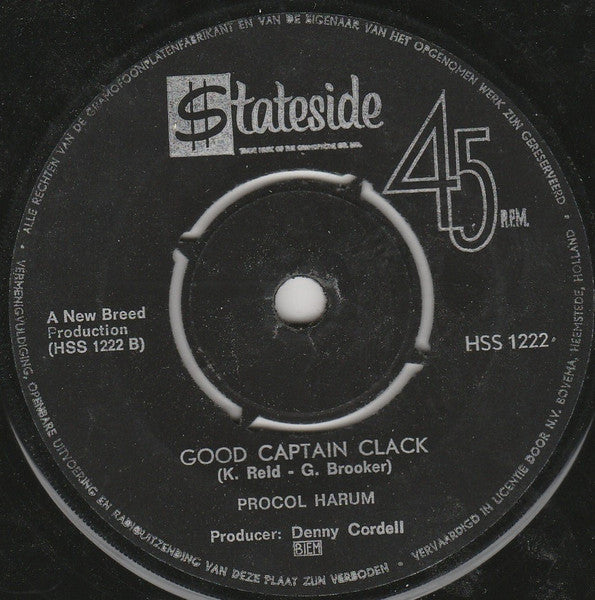 ALLE RECHTEN VAN DE GRAMOFOONPLATENFABRIKANT EN VAN DE EIGENAAR VAN HET OPGENOMEN WERK ZIJN GERESERVEERD •
$tateside
TRADE MARK OF THE GRAMOPHONE CO. LTD.
45 R.P.M.
A New Breed
Production
(HSS 1222 B)
HSS 1222
GOOD CAPTAIN CLACK
(K. Reid - G. Brooker)
PROCOL HARUM
Producer: Denny Cordell
BIEM
VERMENIGVULDIGING, OPENBARE UITVOERING EN RADIOUITZENDING VAN DEZE PLAAT ZIJN VERBODEN •
VERVAARDIGD IN LICENTIE DOOR N.V. BOVEMA, HEEMSTEDE, HOLLAND